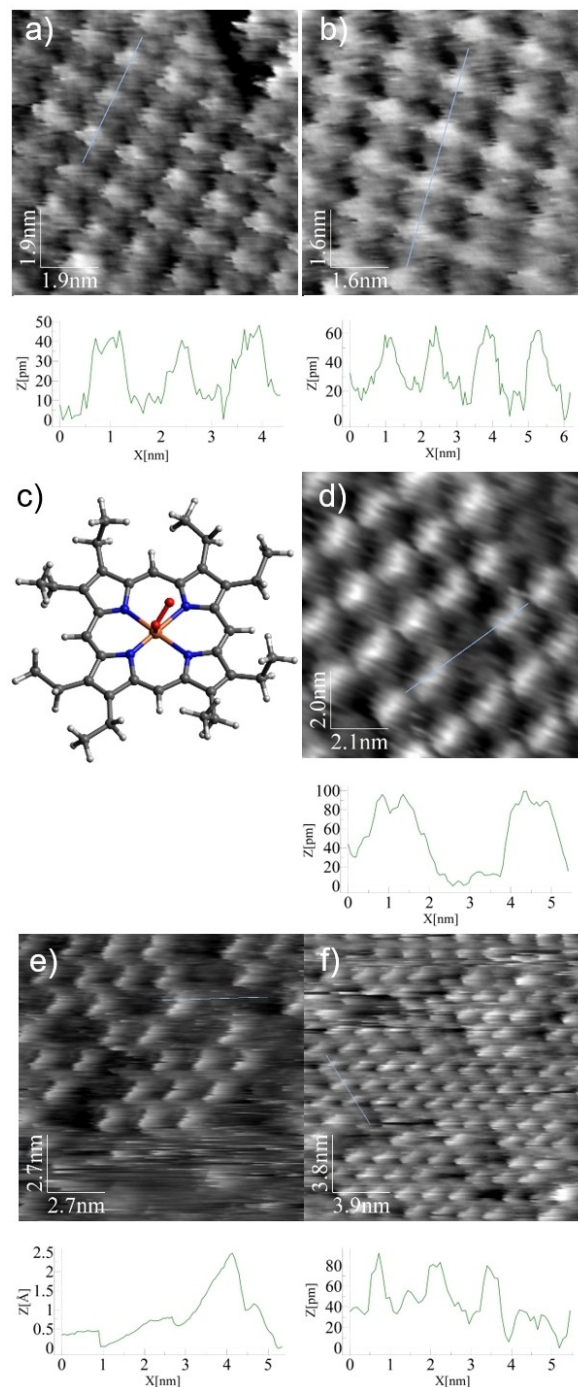 a)
1.9nm
1.9nm
b)
1.6nm
1.6nm
50
40
30
20
10
0
Z[pm]
0 1 2 3 4
X[nm]
60
40
20
0
Z[pm]
0 1 2 3 4 5 6
X[nm]
c)
d)
2.0nm
2.1nm
100
80
60
40
20
0
Z[pm]
0 1 2 3 4 5
X[nm]
e)
2.7nm
2.7nm
f)
3.8nm
3.9nm
2.5
2
1.5
1
0.5
0
Z[Å]
0 1 2 3 4 5
X[nm]
80
60
40
20
0
Z[pm]
0 1 2 3 4 5
X[nm]